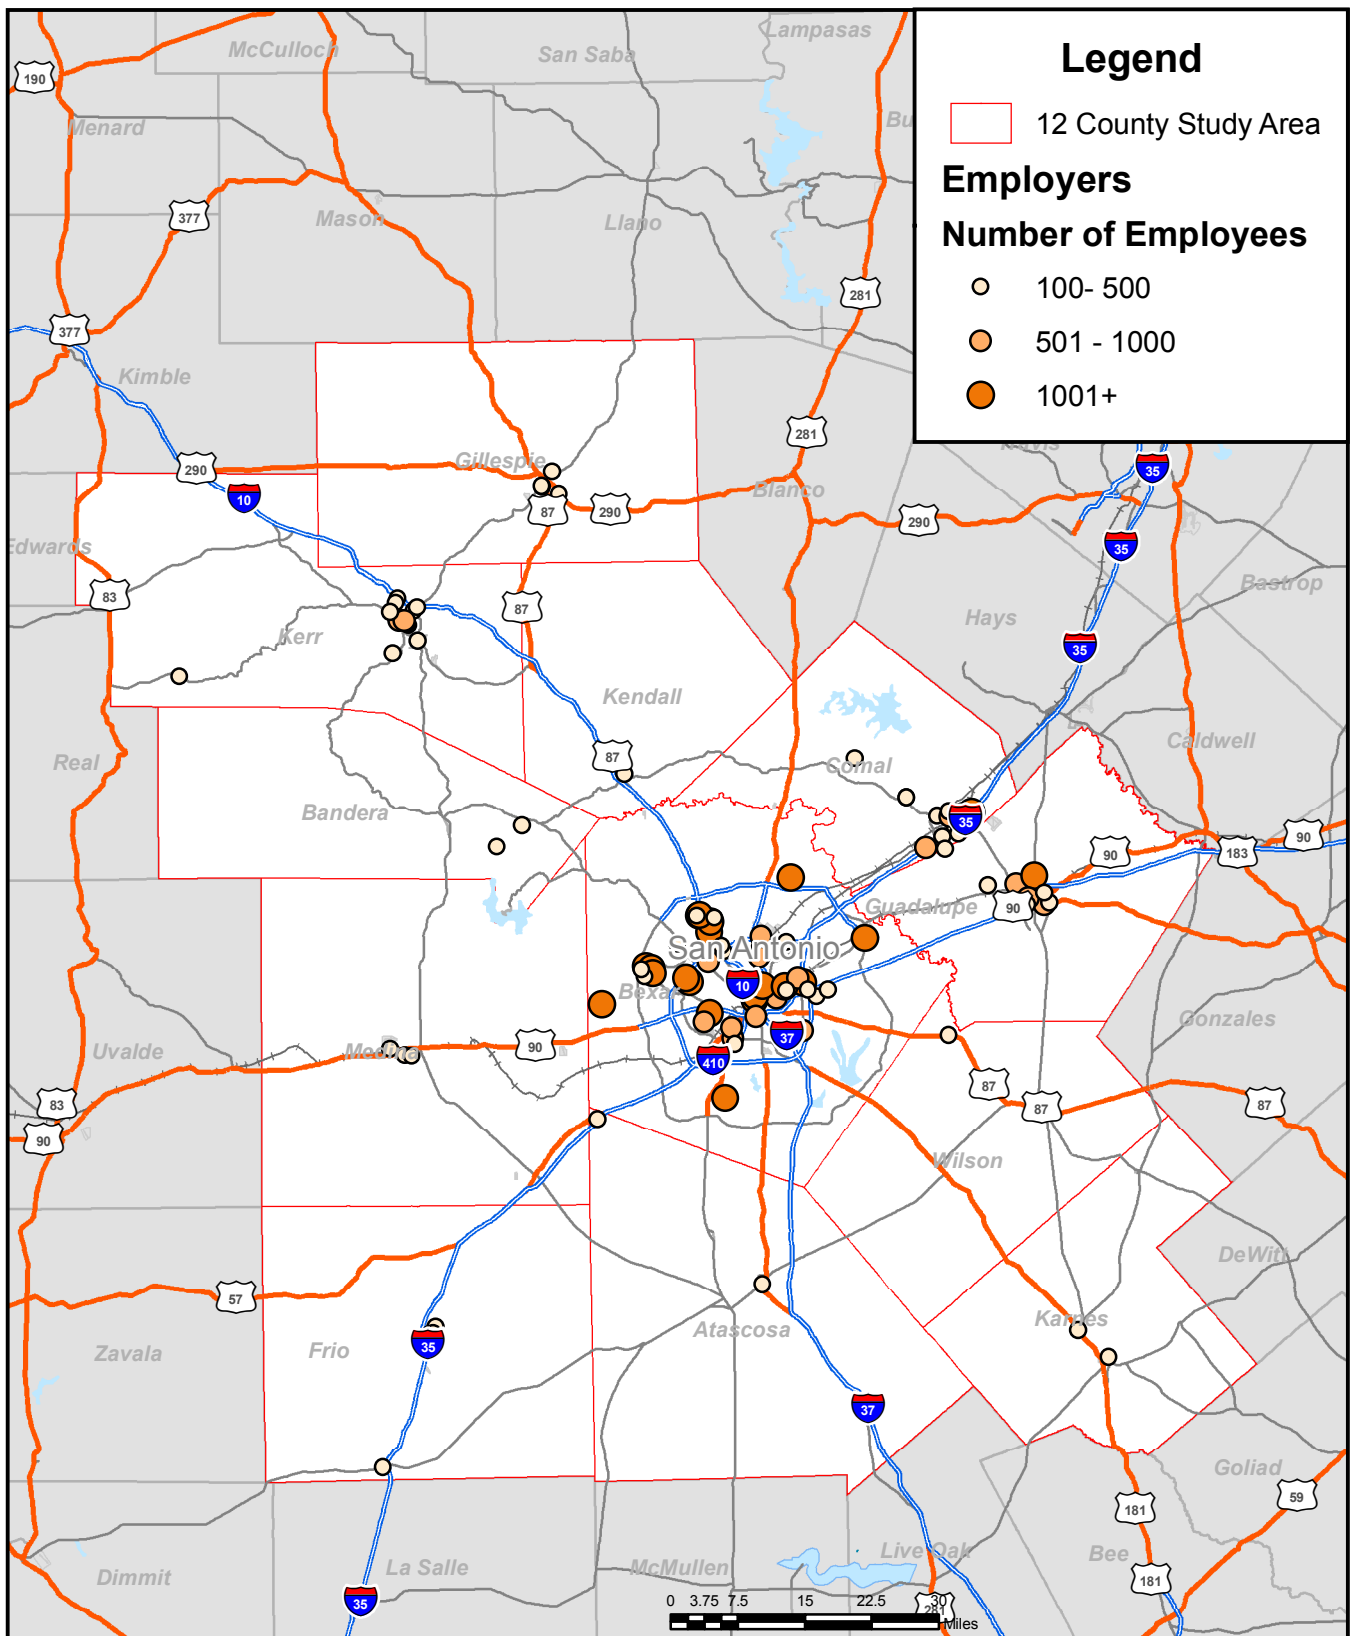 Legend
12 County Study Area
Employers
Number of Employees
100- 500
501 - 1000
1001+
McCulloch
San Saba
Lampasas
190
Menard
Bu
377
Mason
Llano
281
377
Kimble
281
Gillespie
290
10
87
290
Blanco
290
35
35
Edwards
83
87
Bastrop
Hays
Kerr
35
Kendall
Real
87
Comal
Caldwell
Bandera
35
90
183
90
Guadalupe
90
San Antonio
10
Bexar
Gonzales
Uvalde
Medina
90
37
410
83
87
87
87
90
Wilson
DeWitt
57
Karnes
Atascosa
Zavala
Frio
35
37
Goliad
59
181
Live Oak
Bee
La Salle
McMullen
Dimmit
181
35
281
0 3.75 7.5 15 22.5 30
Miles